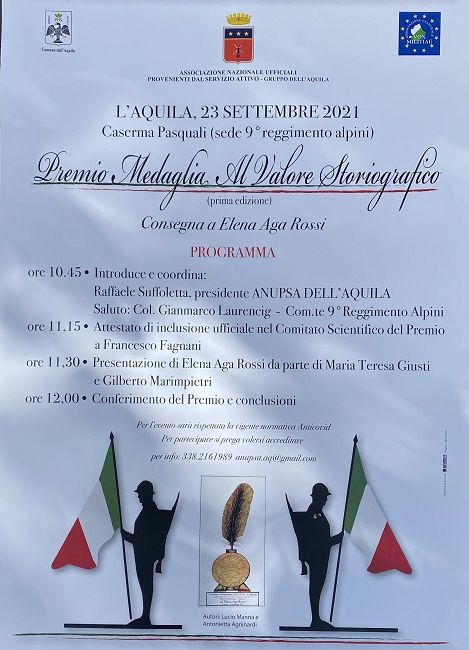 Comune dell'Aquila
VOX
MILITIAE
ASSOCIAZIONE NAZIONALE UFFICIALI
PROVENIENTI DAL SERVIZIO ATTIVO - GRUPPO DELL'AQUILA
L'AQUILA, 23 SETTEMBRE 2021
Caserma Pasquali (sede 9° reggimento alpini)
Premio Medaglia Al Valore Storiografico
(prima edizione)
Consegna a Elena Aga Rossi
PROGRAMMA
ore 10.45 • Introduce e coordina:
Raffaele Suffoletta, presidente ANUPSA DELL'AQUILA
Saluto: Col. Gianmarco Laurencig - Com.te 9° Reggimento Alpini
ore 11,15 • Attestato di inclusione ufficiale nel Comitato Scientifico del Premio
a Francesco Fagnani
ore 11,30 • Presentazione di Elena Aga Rossi da parte di Maria Teresa Giusti
e Gilberto Marimpietri
ore 12,00 • Conferimento del Premio e conclusioni
Per l'evento sarà rispettata la vigente normativa Anticovid
Per partecipare si prega volersi accreditare
per info: 338.2161989 anupsa.aq@gmail.com
Autori: Lucio Manna e
Antonietta Agninardi